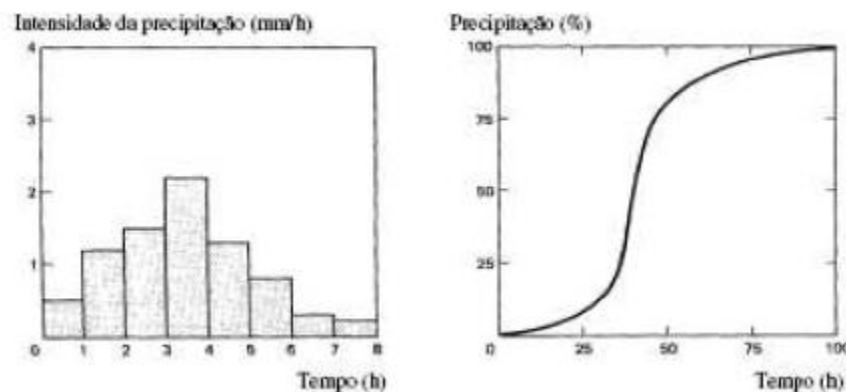 Intensidade da precipitação (mm/h)
4
3
2
1
0 1 2 3 4 5 6 7 8
Tempo (h)
Precipitação (%)
100
75
50
25
0 25 50 75 100
Tempo (h)